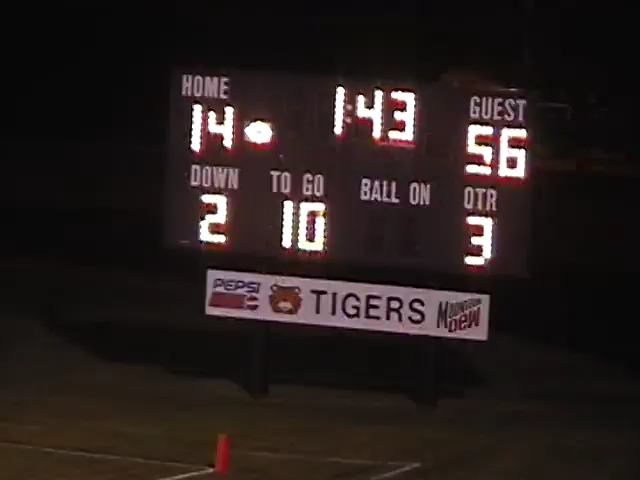 HOME 1:43 GUEST
14 56
DOWN TO GO BALL ON QTR
2 10 3
PEPSI TIGERS MOUNTAIN DEW